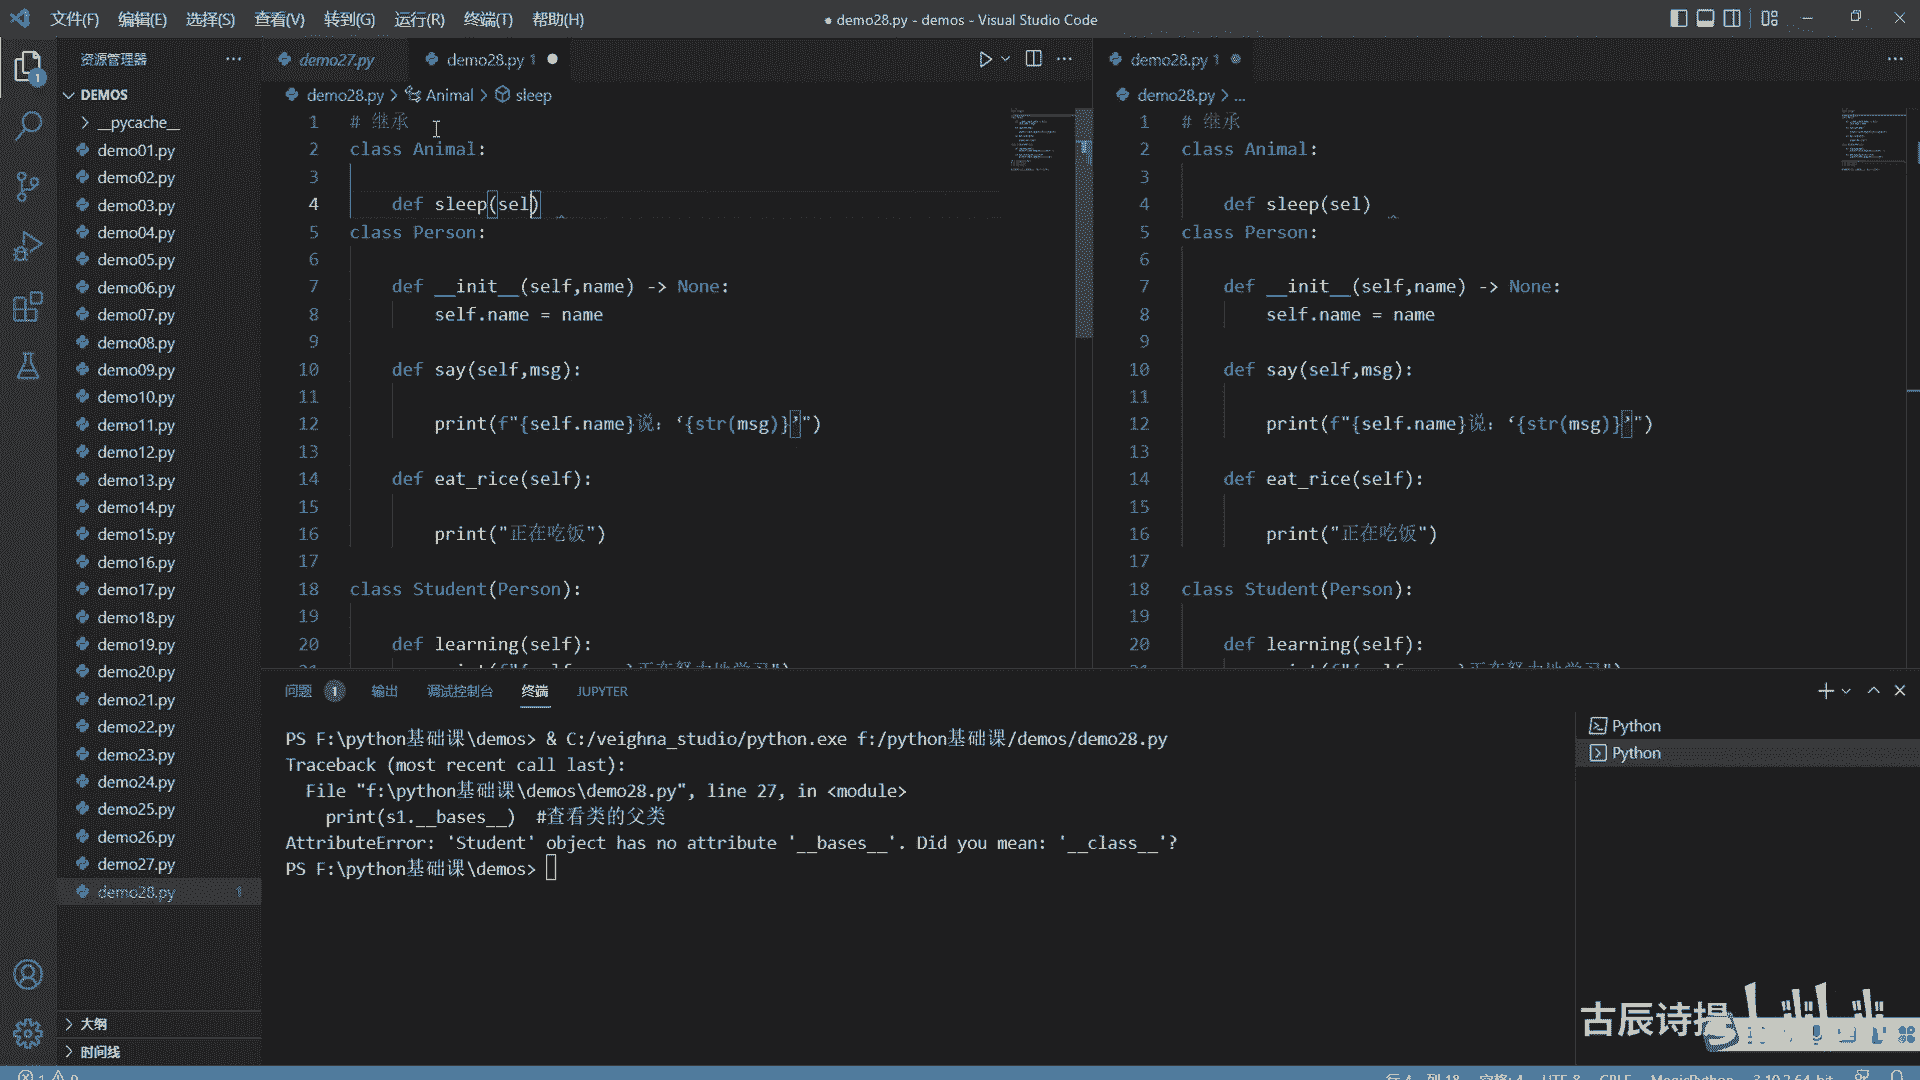 文件(F) 编辑(E) 选择(S) 查看(V) 转到(G) 运行(R) 终端(T) 帮助(H)
● demo28.py - demos - Visual Studio Code
资源管理器
DEMOS
__pycache__
demo01.py
demo02.py
demo03.py
demo04.py
demo05.py
demo06.py
demo07.py
demo08.py
demo09.py
demo10.py
demo11.py
demo12.py
demo13.py
demo14.py
demo15.py
demo16.py
demo17.py
demo18.py
demo19.py
demo20.py
demo21.py
demo22.py
demo23.py
demo24.py
demo25.py
demo26.py
demo27.py
demo28.py 1
大纲
时间线
demo27.py demo28.py 1
demo28.py > Animal > sleep
1 # 继承
2 class Animal:
3
4 def sleep(sel)
5 class Person:
6
7 def __init__(self,name) -> None:
8 self.name = name
9
10 def say(self,msg):
11
12 print(f"{self.name}说：‘{str(msg)}’")
13
14 def eat_rice(self):
15
16 print("正在吃饭")
17
18 class Student(Person):
19
20 def learning(self):
demo28.py 1
demo28.py > ...
1 # 继承
2 class Animal:
3
4 def sleep(sel)
5 class Person:
6
7 def __init__(self,name) -> None:
8 self.name = name
9
10 def say(self,msg):
11
12 print(f"{self.name}说：‘{str(msg)}’")
13
14 def eat_rice(self):
15
16 print("正在吃饭")
17
18 class Student(Person):
19
20 def learning(self):
问题 1 输出 调试控制台 终端 JUPYTER
PS F:\python基础课\demos> & C:/veighna_studio/python.exe f:/python基础课/demos/demo28.py
Traceback (most recent call last):
File "f:\python基础课\demos\demo28.py", line 27, in <module>
print(s1.__bases__) #查看类的父类
AttributeError: 'Student' object has no attribute '__bases__'. Did you mean: '__class__'?
PS F:\python基础课\demos>
Python
Python
古辰诗提